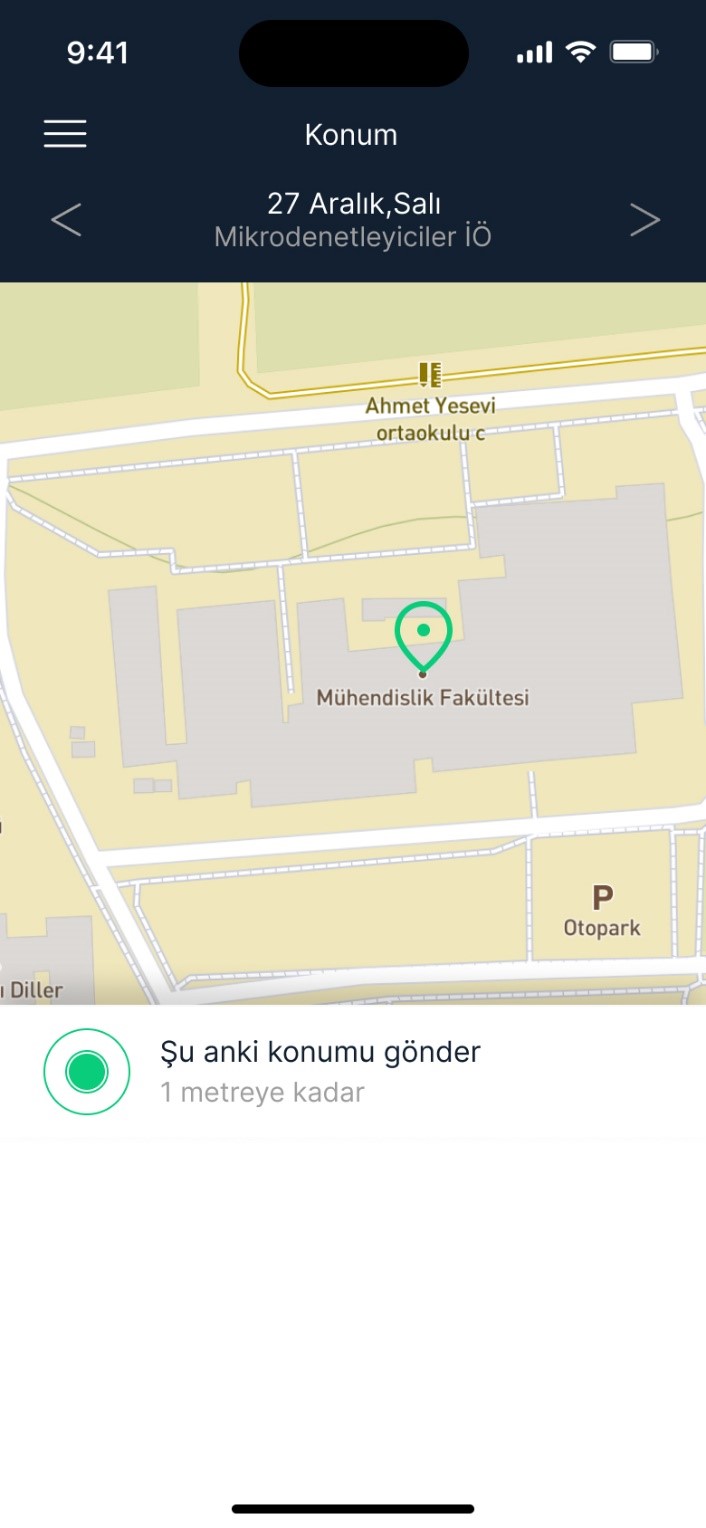 9:41
Konum
27 Aralık,Salı
Mikrodenetleyiciler İÖ
Ahmet Yesevi
ortaokulu c
Mühendislik Fakültesi
P
Otopark
ı Diller
Şu anki konumu gönder
1 metreye kadar